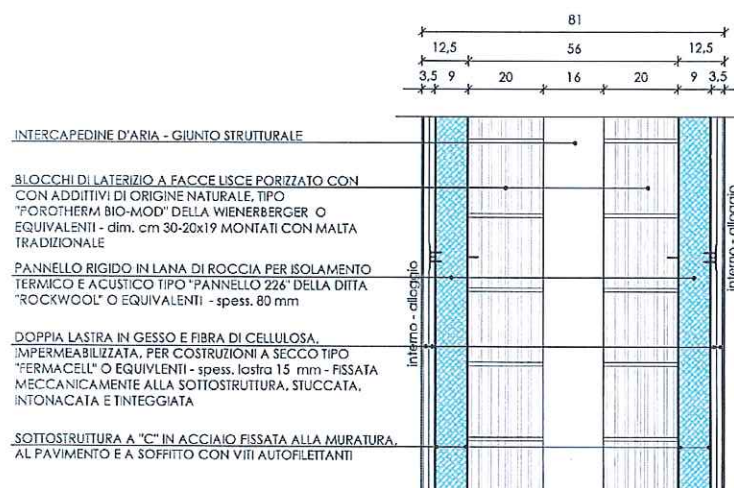 81
12,5 56 12,5
3,5 9 20 16 20 9 3,5
INTERCAPEDINE D'ARIA - GIUNTO STRUTTURALE
BLOCCHI DI LATERIZIO A FACCE LISCE PORIZZATO CON
CON ADDITIVI DI ORIGINE NATURALE, TIPO
"POROTHERM BIO-MOD" DELLA WIENERBERGER O
EQUIVALENTI - dim. cm 30-20x19 MONTATI CON MALTA
TRADIZIONALE
PANNELLO RIGIDO IN LANA DI ROCCIA PER ISOLAMENTO
TERMICO E ACUSTICO TIPO "PANNELLO 226" DELLA DITTA
"ROCKWOOL" O EQUIVALENTI - spess. 80 mm
DOPPIA LASTRA IN GESSO E FIBRA DI CELLULOSA,
IMPERMEABILIZZATA, PER COSTRUZIONI A SECCO TIPO
"FERMACELL" O EQUIVLENTI - spess. lastra 15 mm - FISSATA
MECCANICAMENTE ALLA SOTTOSTRUTTURA, STUCCATA,
INTONACATA E TINTEGGIATA
SOTTOSTRUTTURA A "C" IN ACCIAIO FISSATA ALLA MURATURA,
AL PAVIMENTO E A SOFFITTO CON VITI AUTOFILETTANTI
interno - alloggio
interno - alloggio